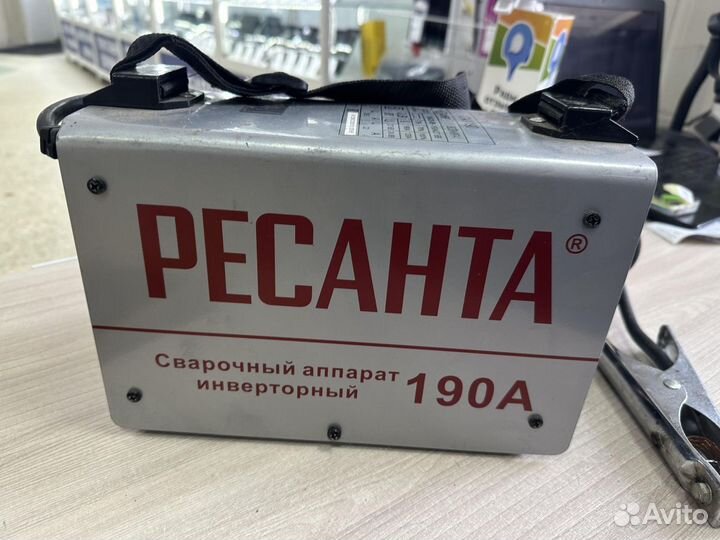 РЕСАНТА®
Сварочный аппарат
инверторный 190А
Avito